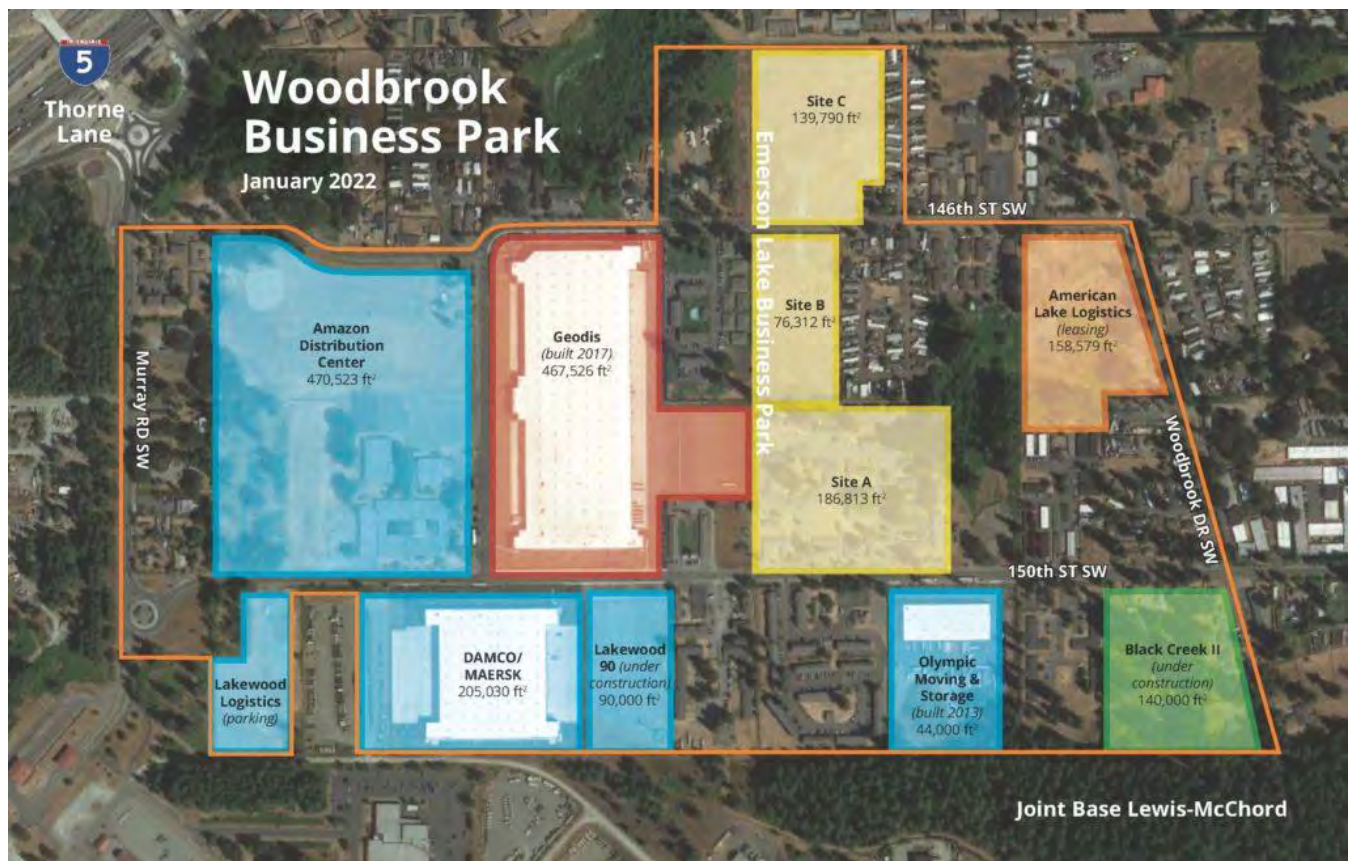 INTERSTATE
5
Thorne
Lane
Woodbrook
Business Park
January 2022
Site C
139,790 ft²
Emerson Lake Business Park
146th ST SW
Amazon
Distribution
Center
470,523 ft²
Geodis
(built 2017)
467,526 ft²
Site B
76,312 ft²
American
Lake Logistics
(leasing)
158,579 ft²
Murray RD SW
Site A
186,813 ft²
Woodbrook DR SW
150th ST SW
Lakewood
Logistics
(parking)
DAMCO/
MAERSK
205,030 ft²
Lakewood
90 (under
construction)
90,000 ft²
Olympic
Moving &
Storage
(built 2013)
44,000 ft²
Black Creek II
(under
construction)
140,000 ft²
Joint Base Lewis-McChord